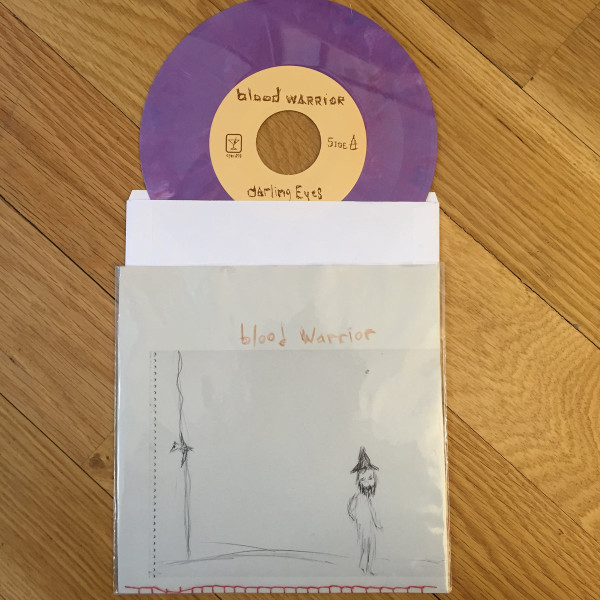 blood WARRIOR
SIDE A
darling Eyes
blood Warrior